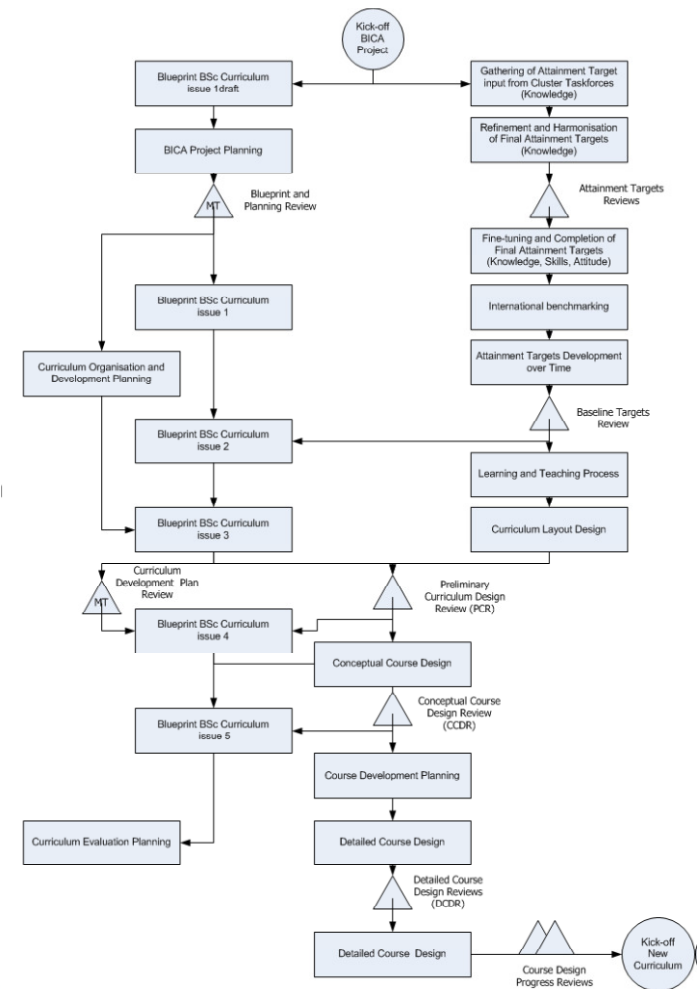 Kick-off
BICA
Project
Blueprint BSc Curriculum
issue 1draft
Gathering of Attainment Target
input from Cluster Taskforces
(Knowledge)
BICA Project Planning
Refinement and Harmonisation
of Final Attainment Targets
(Knowledge)
MT
Blueprint and
Planning Review
Attainment Targets
Reviews
Fine-tuning and Completion of
Final Attainment Targets
(Knowledge, Skills, Attitude)
Blueprint BSc Curriculum
issue 1
International benchmarking
Curriculum Organisation and
Development Planning
Attainment Targets Development
over Time
Baseline Targets
Review
Blueprint BSc Curriculum
issue 2
Learning and Teaching Process
Blueprint BSc Curriculum
issue 3
Curriculum Layout Design
MT
Curriculum
Development Plan
Review
Preliminary
Curriculum Design
Review (PCR)
Blueprint BSc Curriculum
issue 4
Conceptual Course Design
Conceptual Course
Design Review
(CCDR)
Blueprint BSc Curriculum
issue 5
Course Development Planning
Curriculum Evaluation Planning
Detailed Course Design
Detailed Course
Design Reviews
(DCDR)
Detailed Course Design
Course Design
Progress Reviews
Kick-off
New
Curriculum